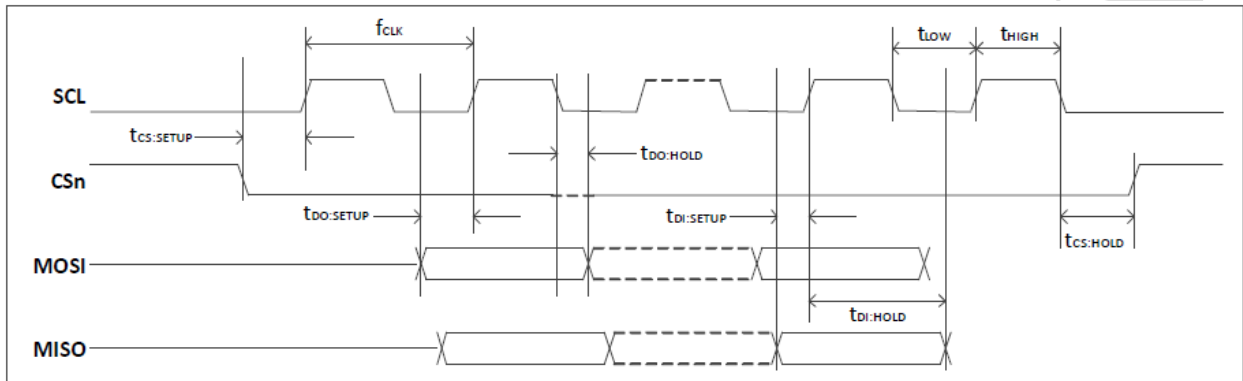 fCLK
tLOW
tHIGH
SCL
tCS:SETUP
tDO:HOLD
CSn
tDO:SETUP
tDI:SETUP
tCS:HOLD
MOSI
tDI:HOLD
MISO